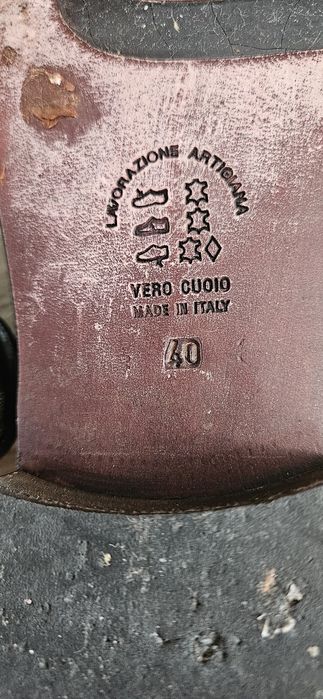 LAVORAZIONE ARTIGIANA
VERO CUOIO
MADE IN ITALY
40